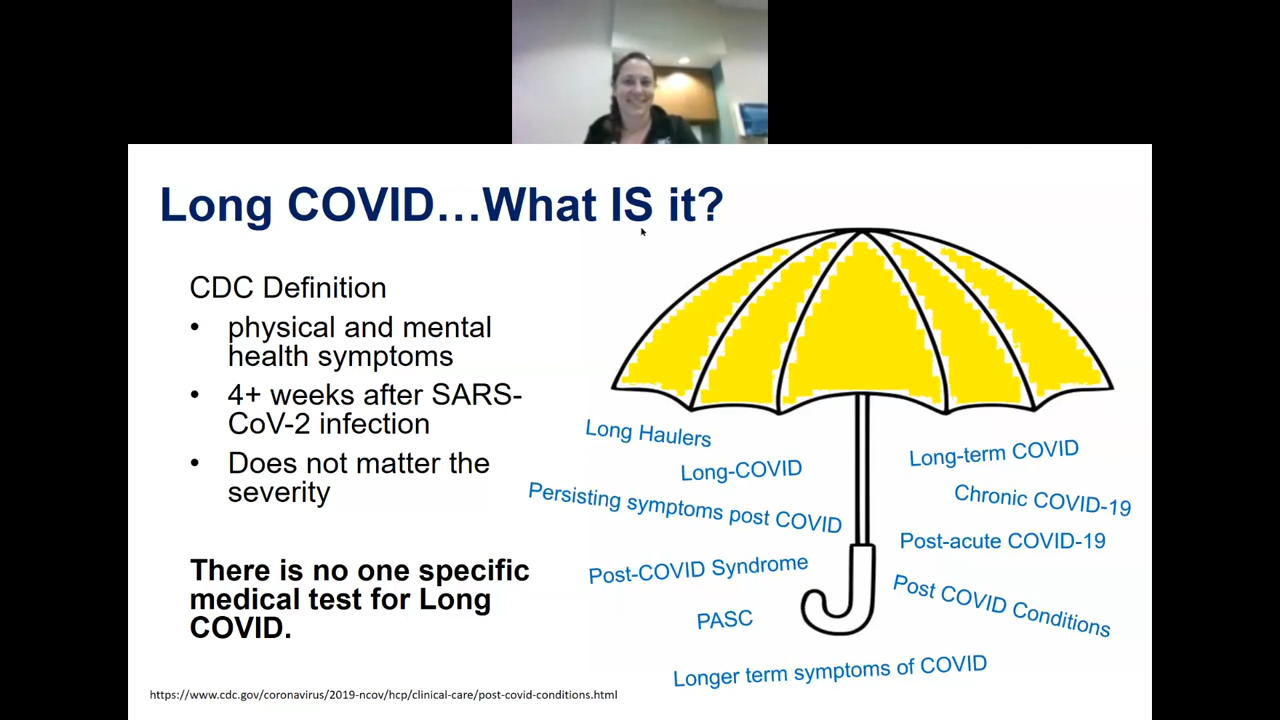 Long COVID…What IS it?
CDC Definition
• physical and mental
health symptoms
• 4+ weeks after SARS-
CoV-2 infection
• Does not matter the
severity
There is no one specific
medical test for Long
COVID.
Long Haulers
Long-COVID
Persisting symptoms post COVID
Post-COVID Syndrome
PASC
Longer term symptoms of COVID
Long-term COVID
Chronic COVID-19
Post-acute COVID-19
Post COVID Conditions
https://www.cdc.gov/coronavirus/2019-ncov/hcp/clinical-care/post-covid-conditions.html